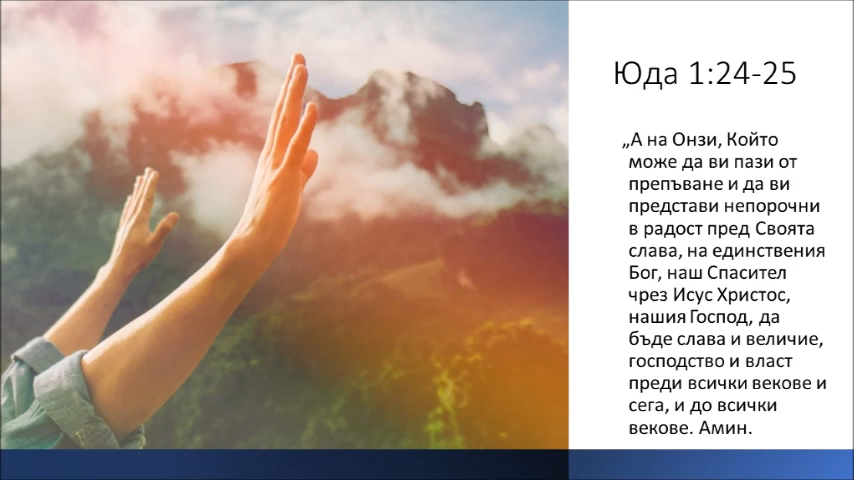 Юда 1:24-25
„А на Онзи, Който
може да ви пази от
препъване и да ви
представи непорочни
в радост пред Своята
слава, на единствения
Бог, наш Спасител
чрез Исус Христос,
нашия Господ, да
бъде слава и величие,
господство и власт
преди всички векове и
сега, и до всички
векове. Амин.